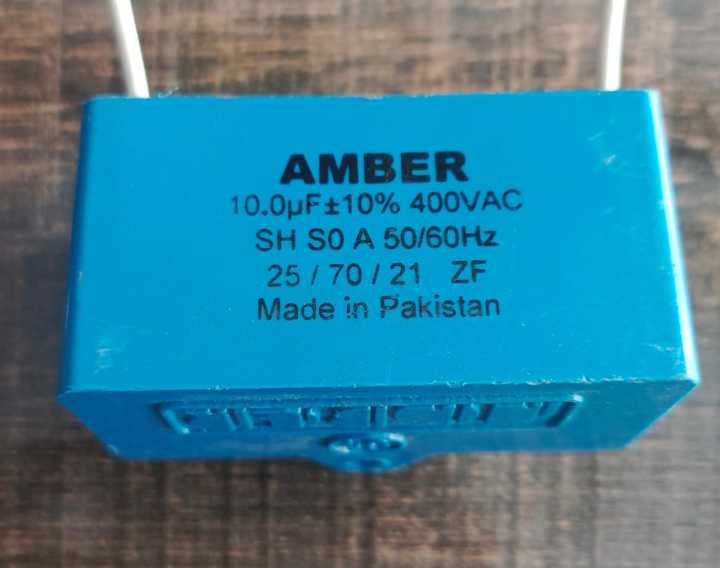 AMBER
10.0µF±10% 400VAC
SH S0 A 50/60Hz
25 / 70 / 21 ZF
Made in Pakistan